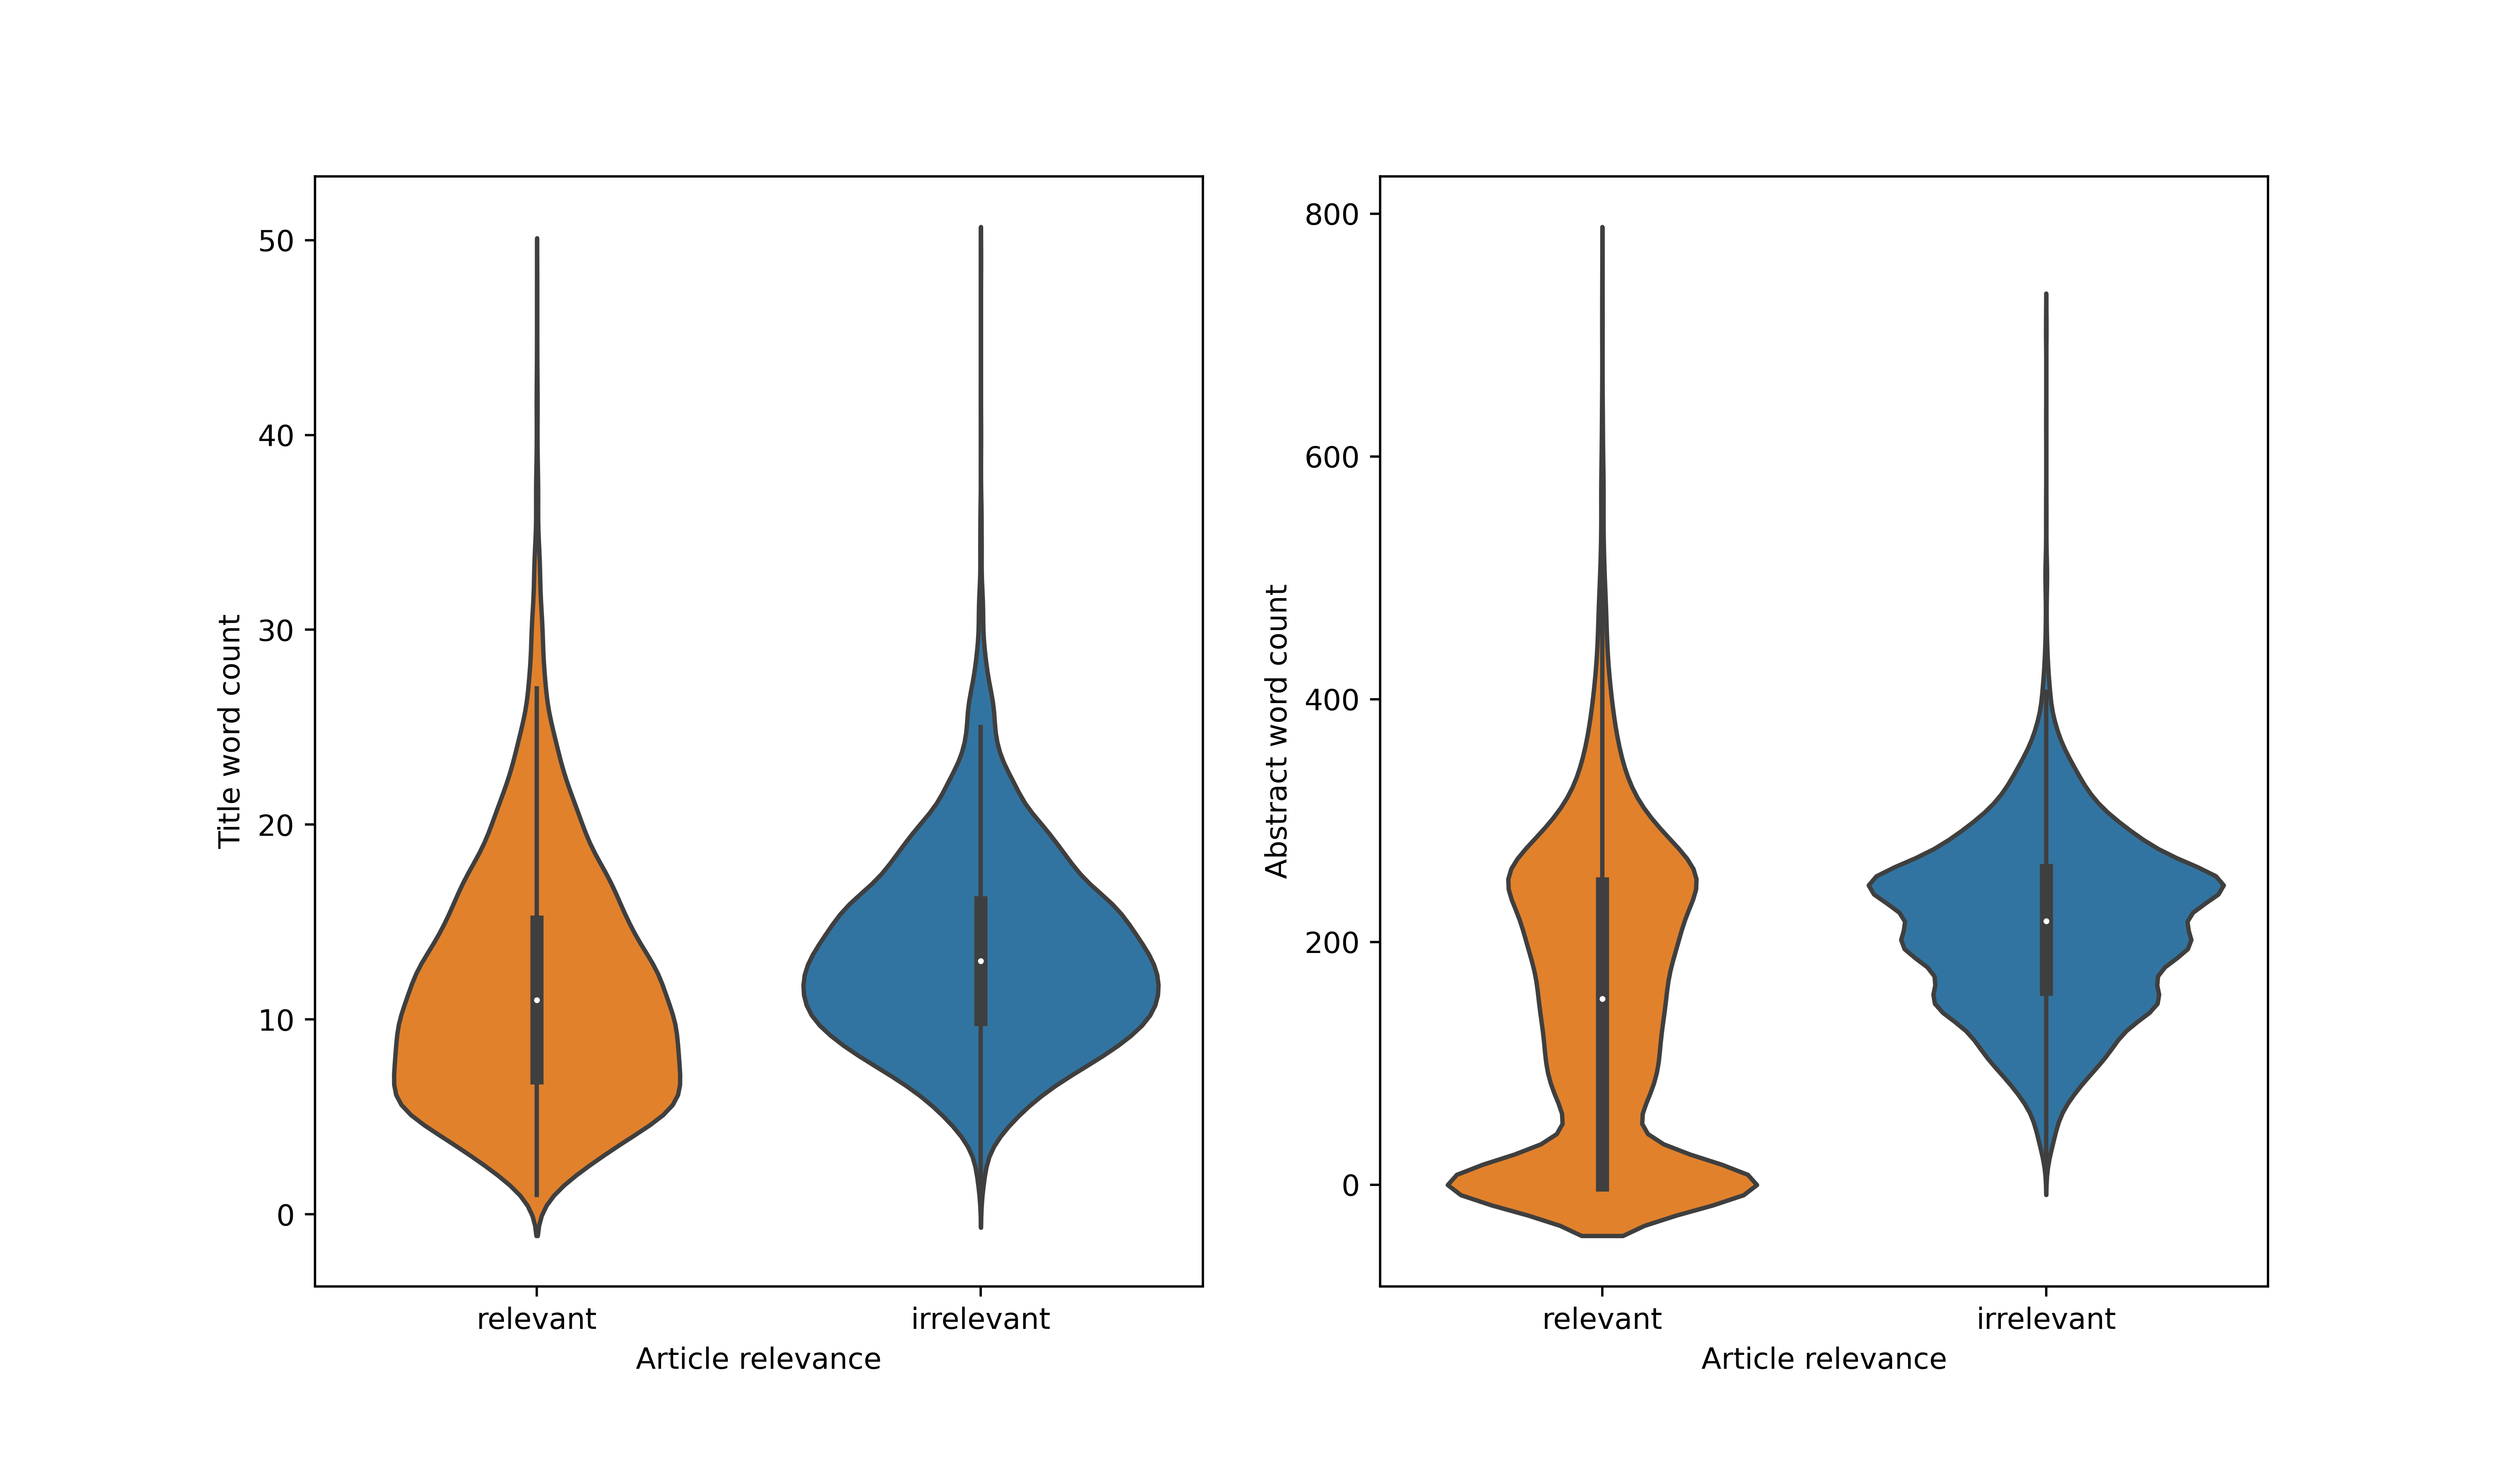 Title word count
50
40
30
20
10
0
relevant
irrelevant
Article relevance
Abstract word count
800
600
400
200
0
relevant
irrelevant
Article relevance